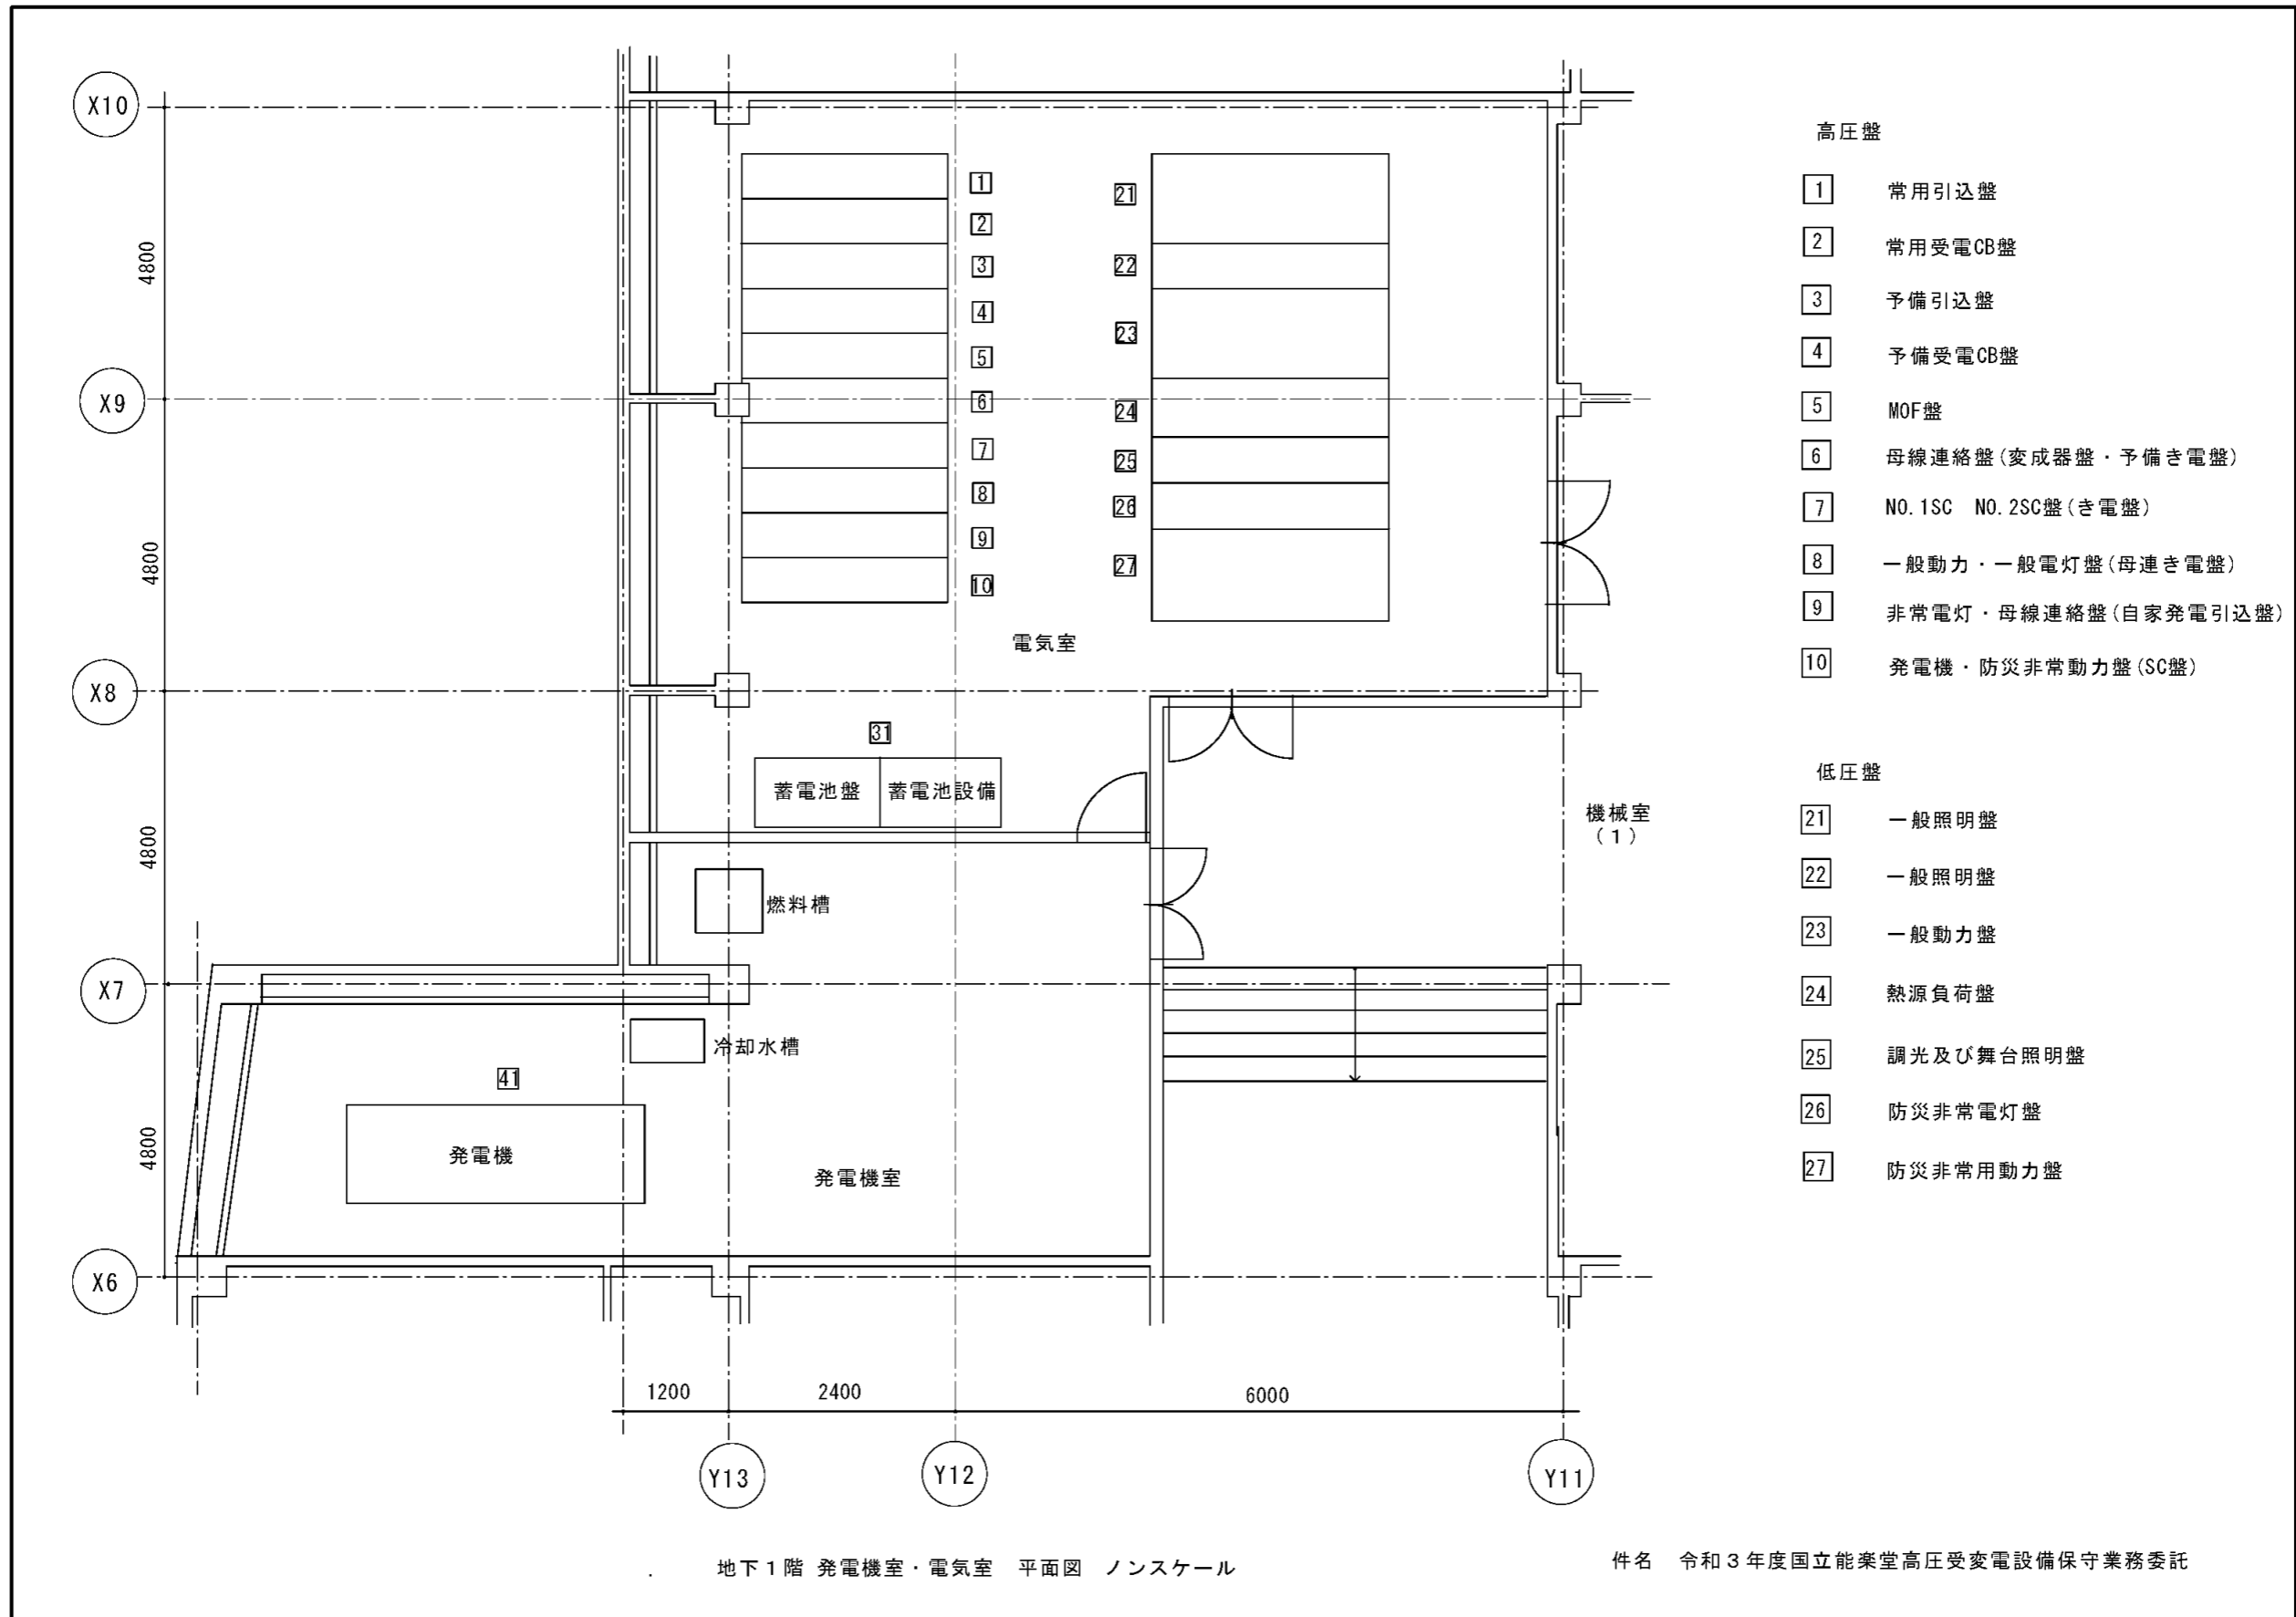 X10
X9
X8
X7
X6
4800
4800
4800
4800
1
2
3
4
5
6
7
8
9
10
21
22
23
24
25
26
27
電気室
31
蓄電池盤 蓄電池設備
機械室
(1)
燃料槽
冷却水槽
41
発電機
発電機室
1200 2400 6000
Y13 Y12 Y11
高圧盤
1 常用引込盤
2 常用受電CB盤
3 予備引込盤
4 予備受電CB盤
5 MOF盤
6 母線連絡盤(変成器盤・予備き電盤)
7 NO.1SC NO.2SC盤(き電盤)
8 一般動力・一般電灯盤(母連き電盤)
9 非常電灯・母線連絡盤(自家発電引込盤)
10 発電機・防災非常動力盤(SC盤)
低圧盤
21 一般照明盤
22 一般照明盤
23 一般動力盤
24 熱源負荷盤
25 調光及び舞台照明盤
26 防災非常電灯盤
27 防災非常用動力盤
. 地下1階 発電機室・電気室 平面図 ノンスケール
件名 令和3年度国立能楽堂高圧受変電設備保守業務委託